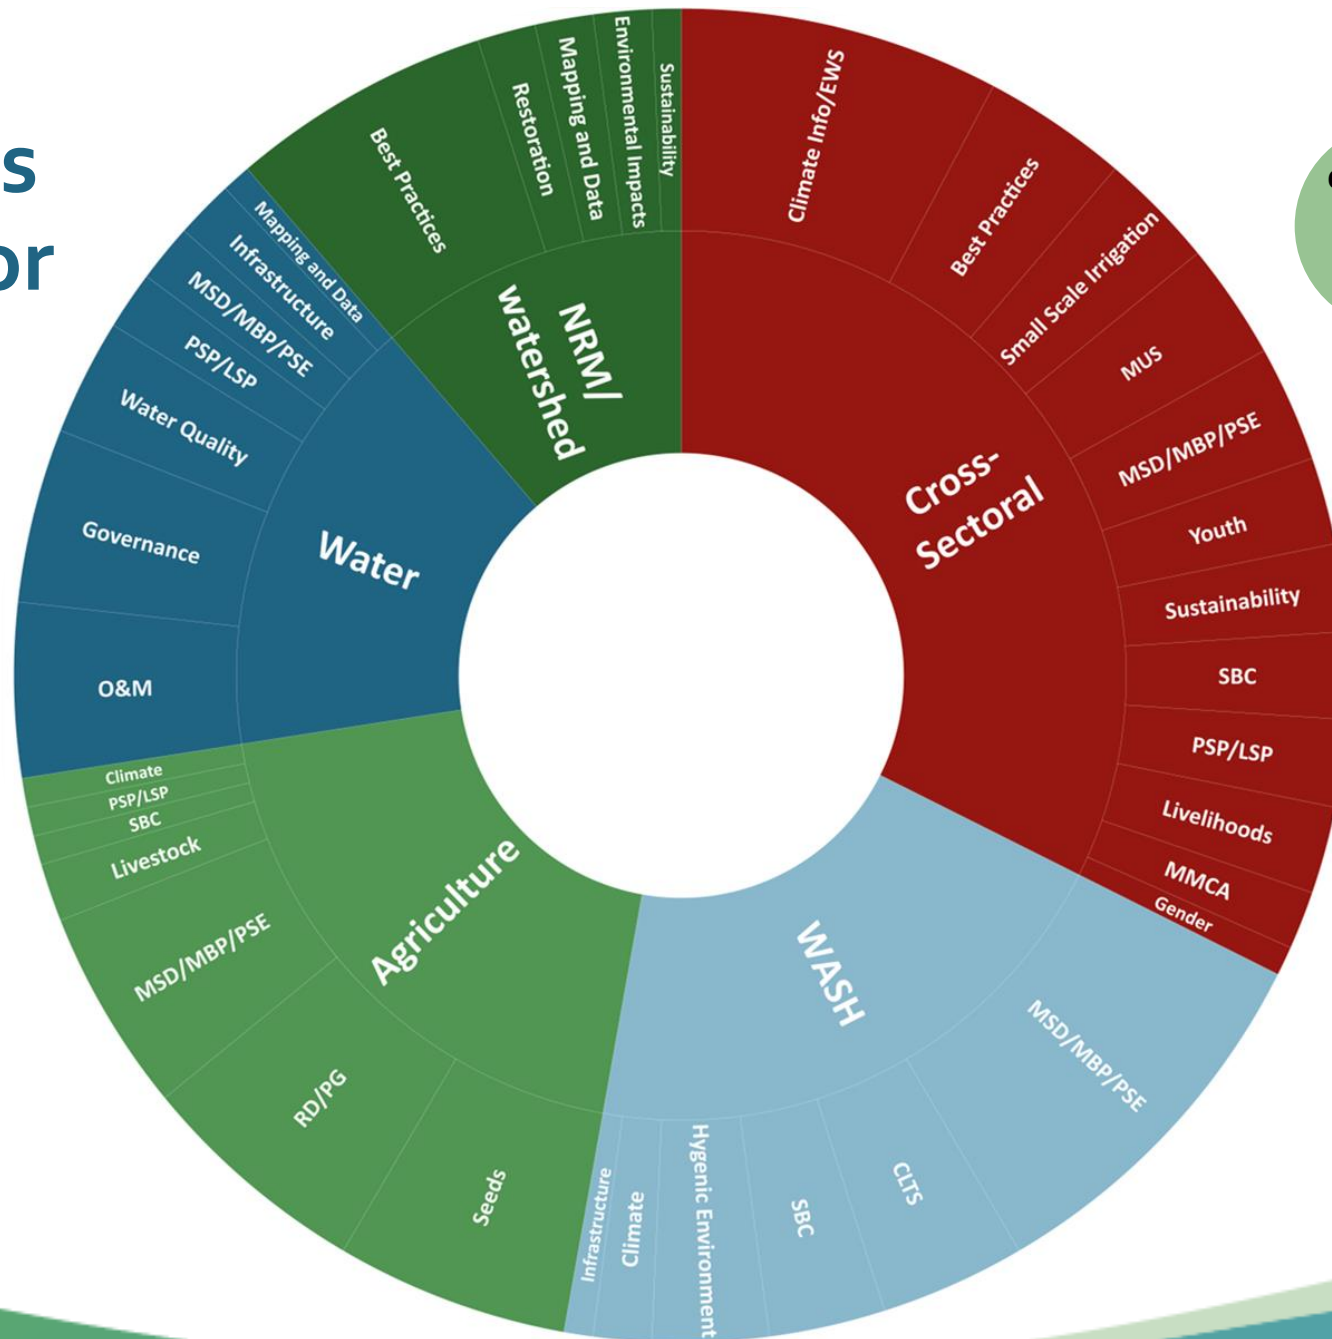 s
or
Cross-
Sectoral
Climate Info/EWS
Best Practices
Small Scale Irrigation
MUS
MSD/MBP/PSE
Youth
Sustainability
SBC
PSP/LSP
Livelihoods
MMCA
Gender
WASH
MSD/MBP/PSE
CLTS
SBC
Hygenic Environment
Climate
Infrastructure
Agriculture
Seeds
RD/PG
MSD/MBP/PSE
Livestock
SBC
PSP/LSP
Climate
Water
O&M
Governance
Water Quality
PSP/LSP
MSD/MBP/PSE
Infrastructure
Mapping and Data
NRM/
watershed
Best Practices
Restoration
Mapping and Data
Environmental Impacts
Sustainability